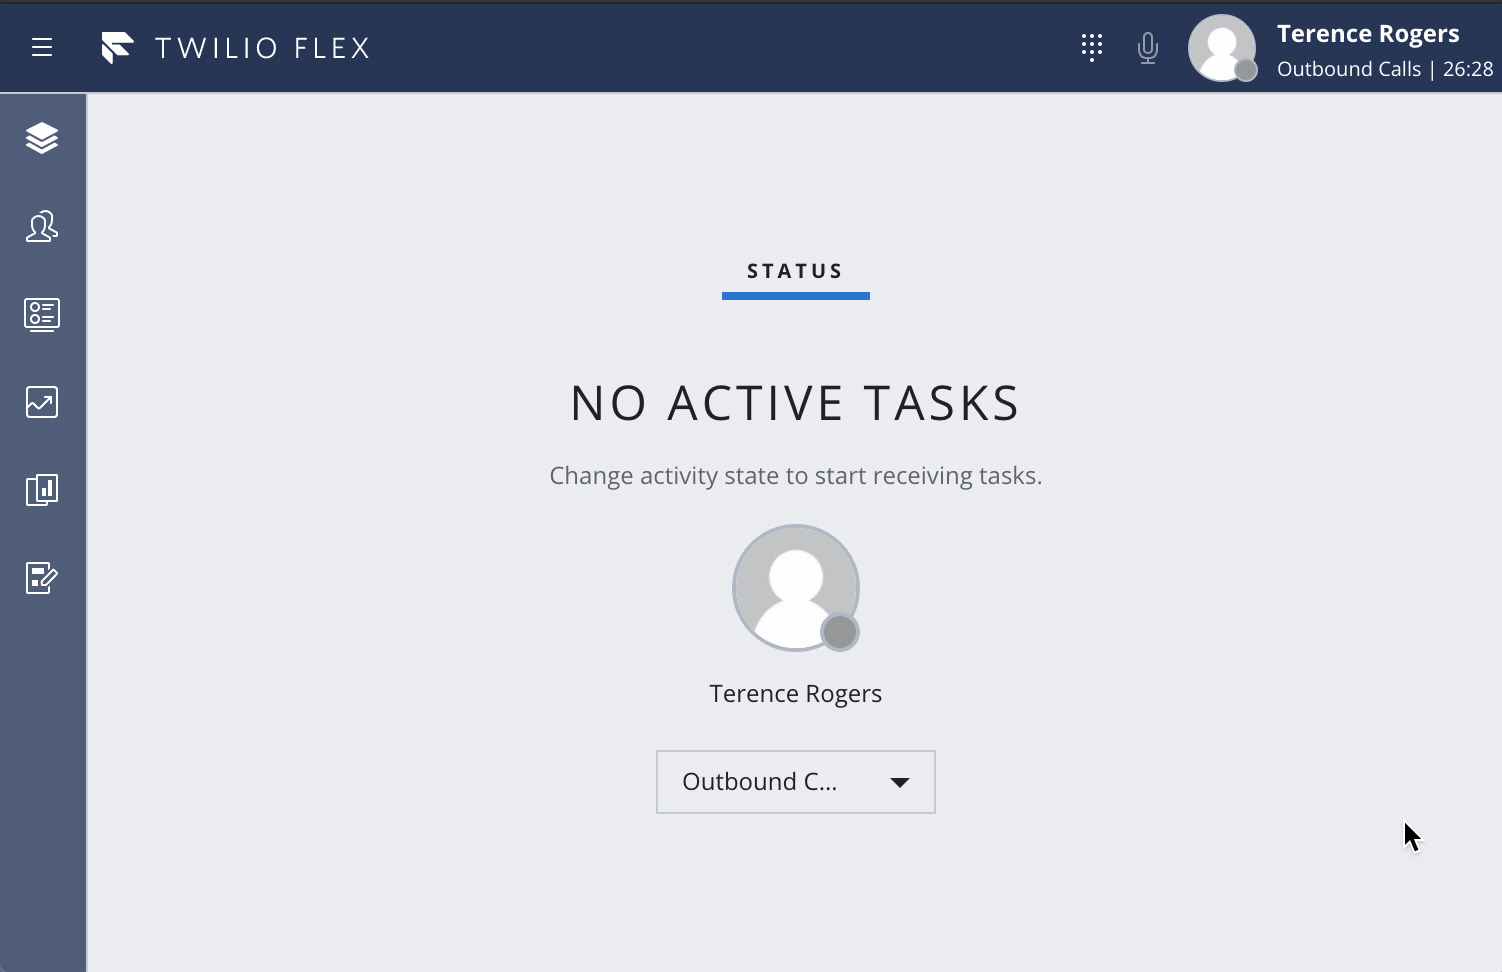 TWILIO FLEX
Terence Rogers
Outbound Calls | 26:28
STATUS
NO ACTIVE TASKS
Change activity state to start receiving tasks.
Terence Rogers
Outbound C...